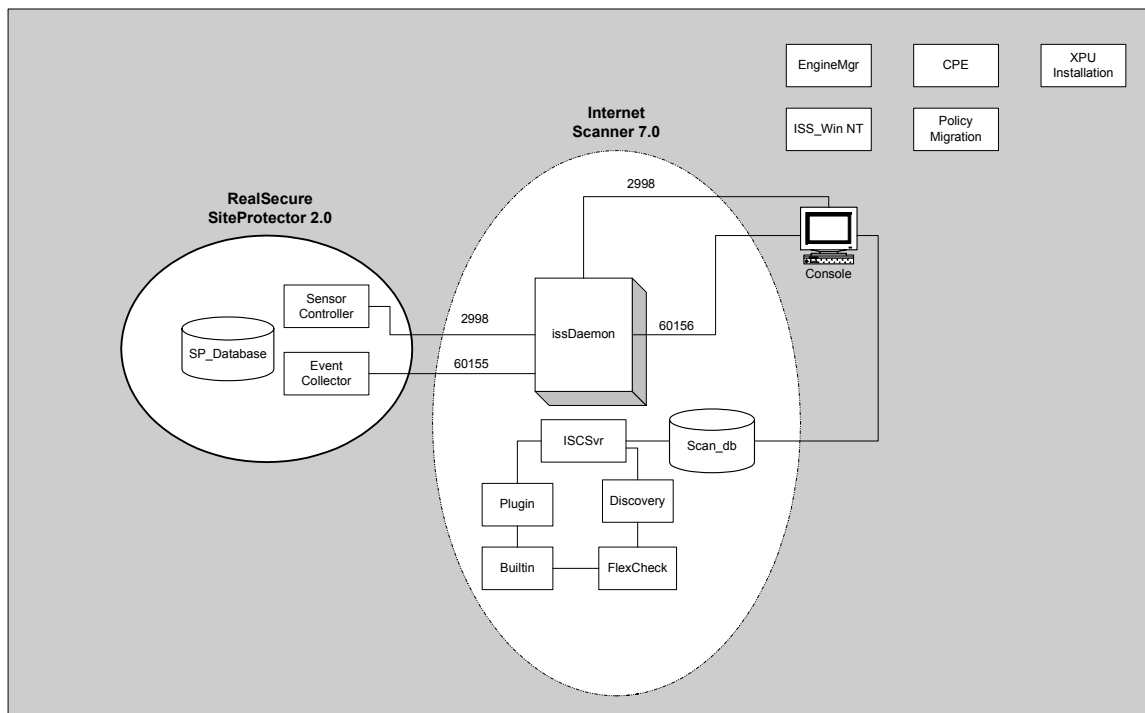 EngineMgr
CPE
XPU
Installation
ISS_Win NT
Policy
Migration
Internet
Scanner 7.0
2998
RealSecure
SiteProtector 2.0
Console
Sensor
Controller
2998
issDaemon
60156
SP_Database
Event
Collector
60155
ISCSvr
Scan_db
Plugin
Discovery
Builtin
FlexCheck